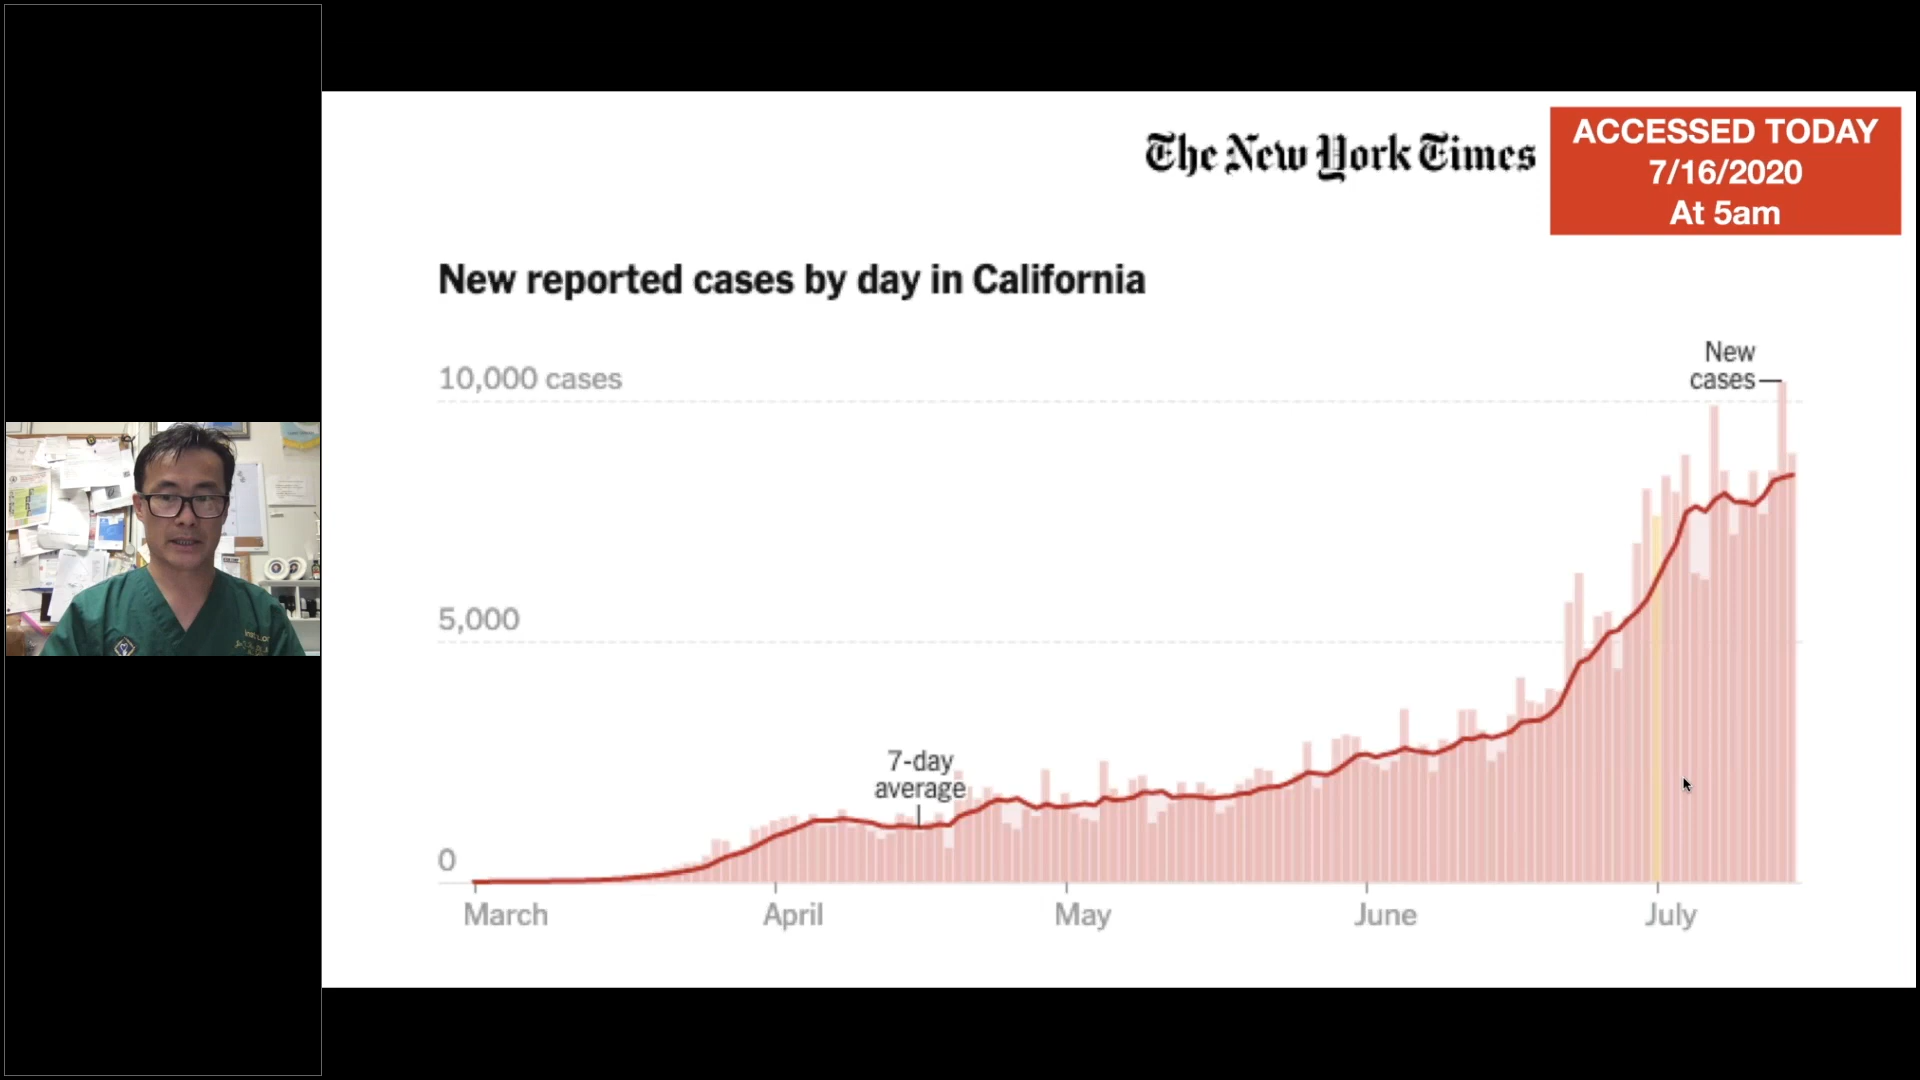 The New York Times
ACCESSED TODAY
7/16/2020
At 5am
New reported cases by day in California
New
cases
10,000 cases
5,000
7-day
average
0
March
April
May
June
July